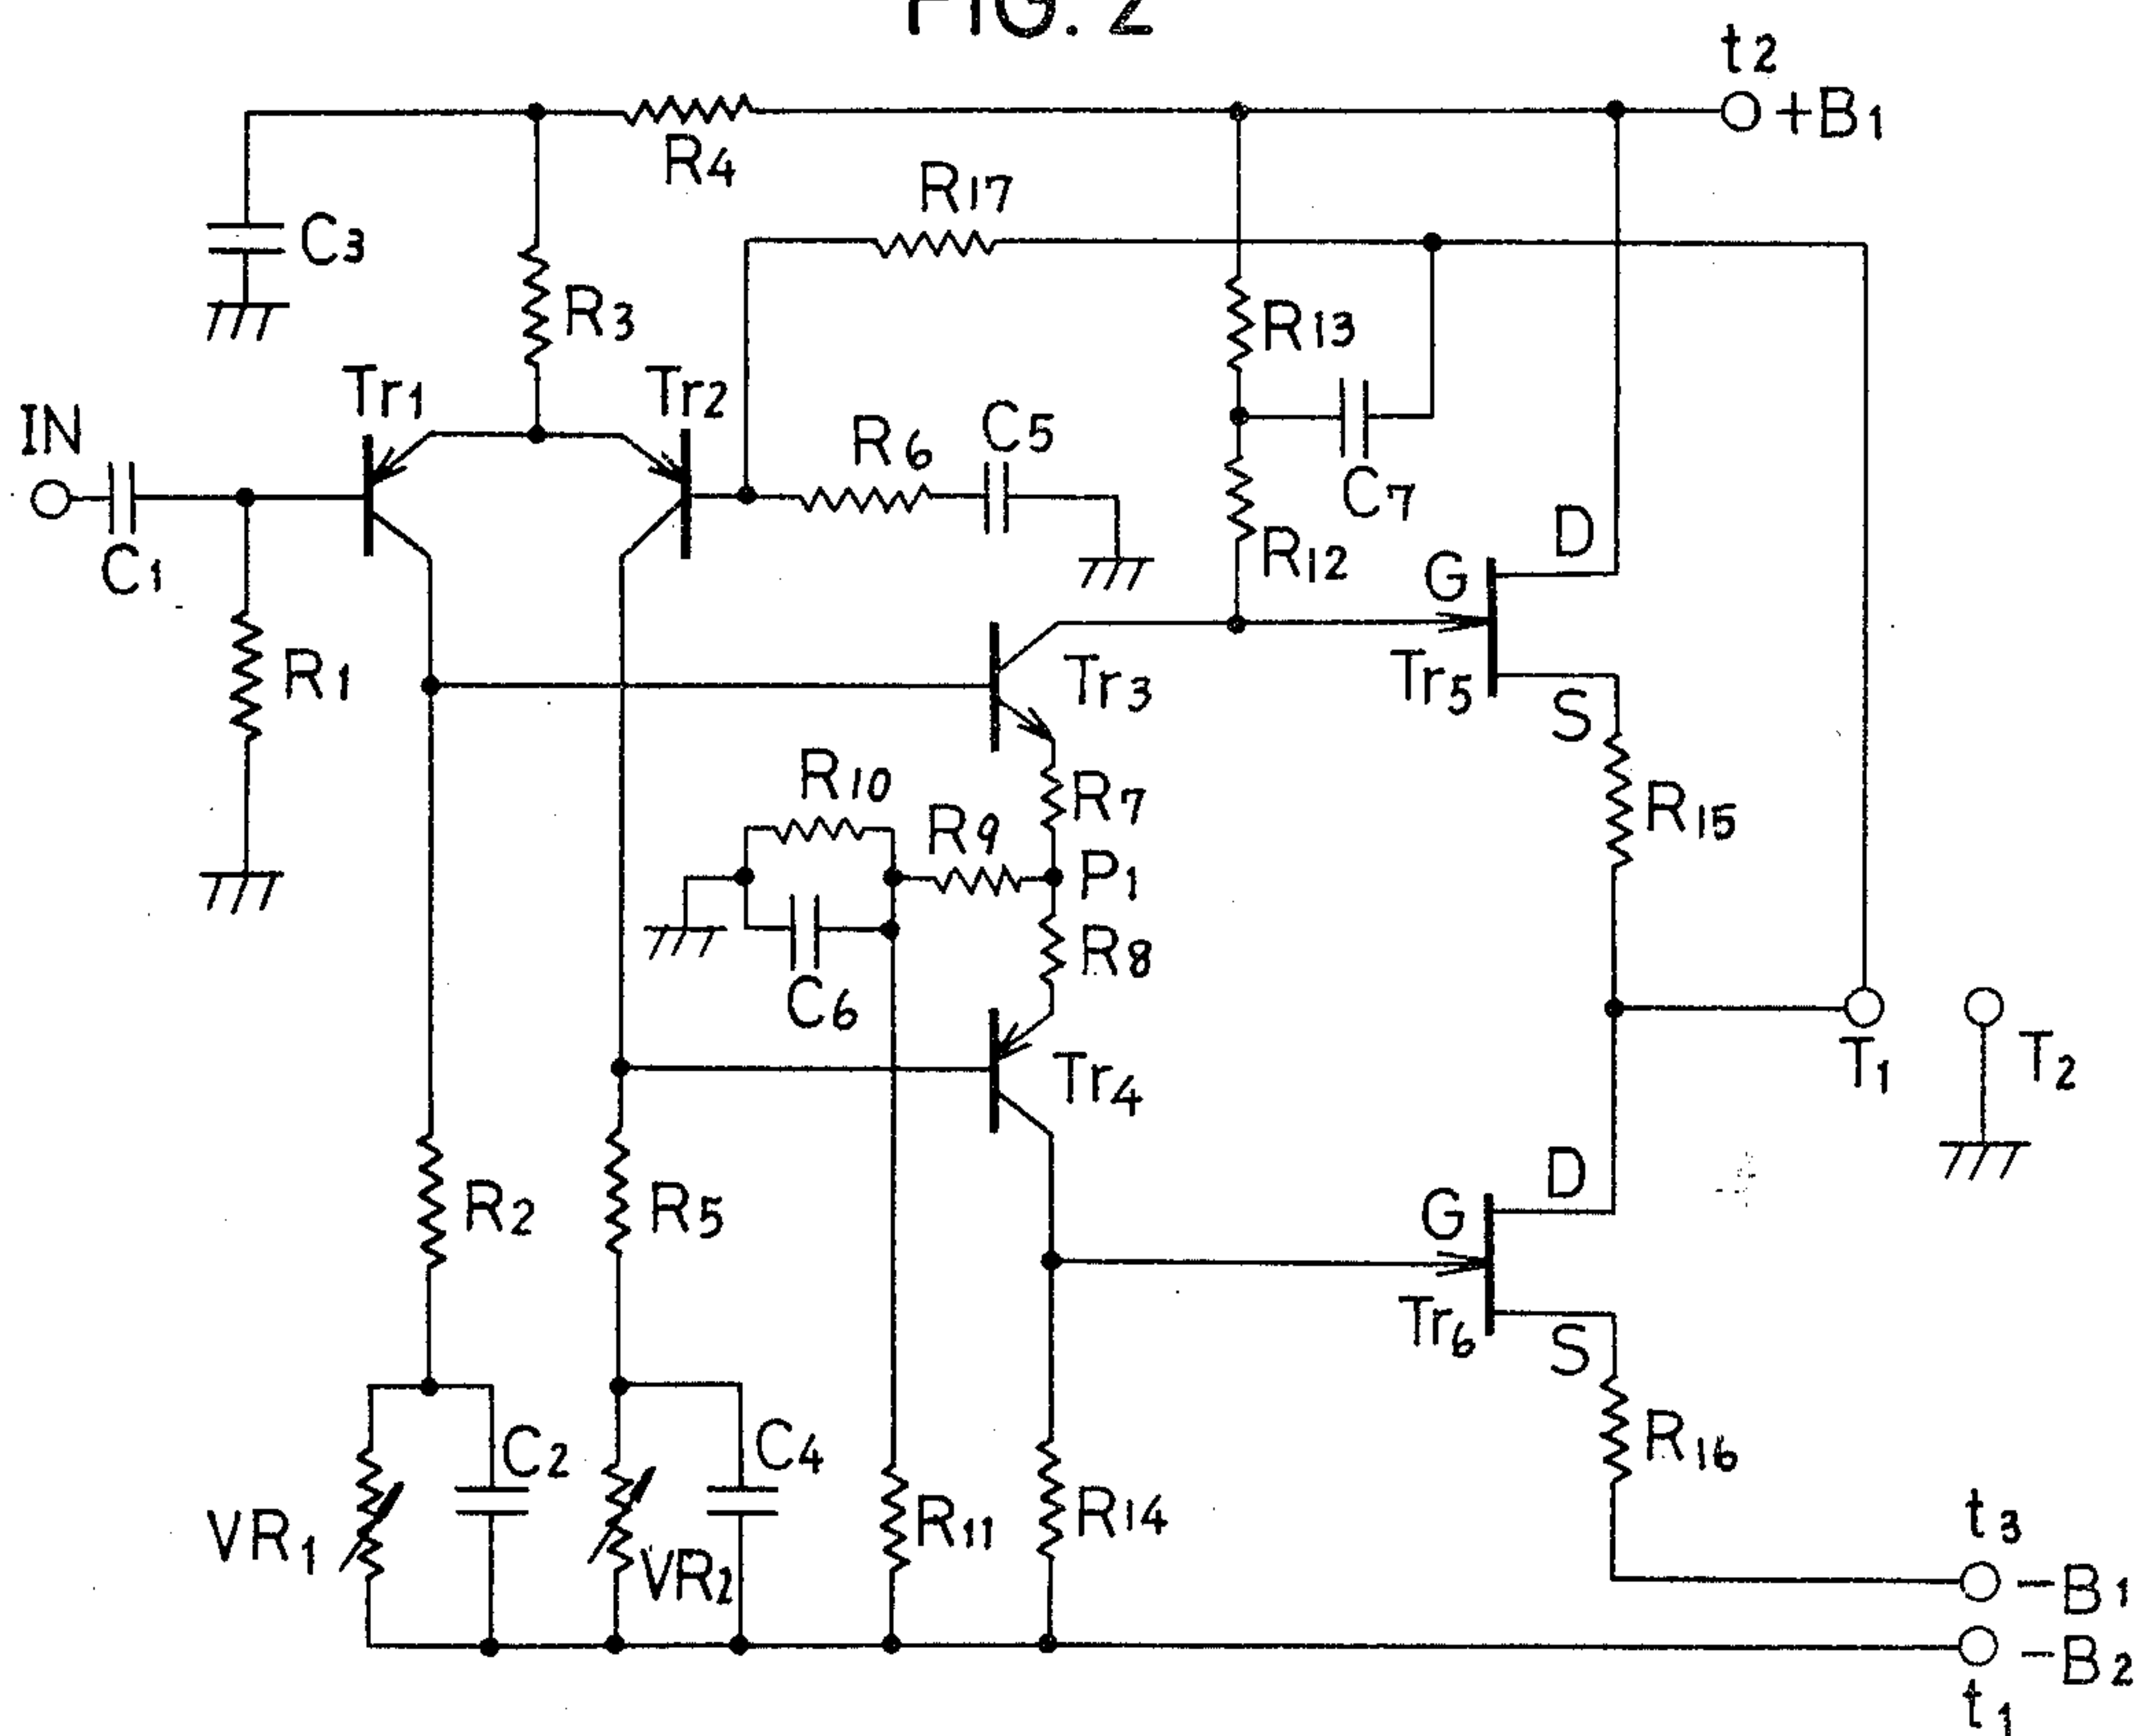 FIG. 2
t2
+B1
R4
R17
C3
R3
R13
Tr1
Tr2
IN
R6
C5
C7
C1
R12
D
G
R1
Tr3
Tr5
S
R10
R7
R9
R15
P1
R8
C6
Tr4
T1
T2
R2
R5
D
G
Tr6
S
C2
C4
R16
VR1
R11
R14
t3
VR2
-B1
-B2
t1